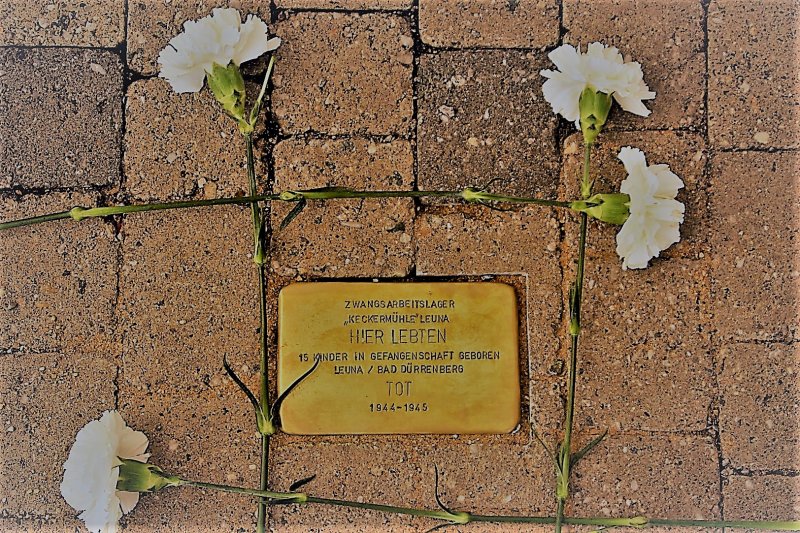 ZWANGSARBEITSLAGER
„KECKERMÜHLE“ LEUNA
HIER LEBTEN
15 KINDER IN GEFANGENSCHAFT GEBOREN
LEUNA / BAD DÜRRENBERG
TOT
1944-1945